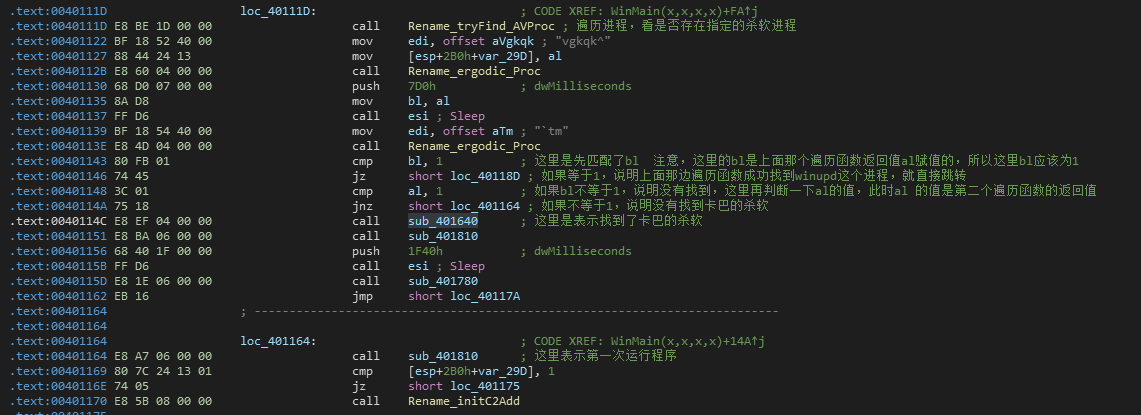 .text:0040111D loc_40111D: ; CODE XREF: WinMain(x,x,x,x)+FA↑j
.text:0040111D E8 BE 1D 00 00 call Rename_tryFind_AVProc ; 遍历进程，看是否存在指定的杀软进程
.text:00401122 BF 18 52 40 00 mov edi, offset aVgkqk ; "vgkqk^"
.text:00401127 88 44 24 13 mov [esp+2B0h+var_29D], al
.text:0040112B E8 60 04 00 00 call Rename_ergodic_Proc
.text:00401130 68 D0 07 00 00 push 7D0h ; dwMilliseconds
.text:00401135 8A D8 mov bl, al
.text:00401137 FF D6 call esi ; Sleep
.text:00401139 BF 18 54 40 00 mov edi, offset aTm ; "`tm"
.text:0040113E E8 4D 04 00 00 call Rename_ergodic_Proc
.text:00401143 80 FB 01 cmp bl, 1 ; 这里是先匹配了bl 注意，这里的bl是上面那个遍历函数返回值al赋值的，所以这里bl应该为1
.text:00401146 74 45 jz short loc_40118D ; 如果等于1，说明上面那边遍历函数成功找到winupd这个进程，就直接跳转
.text:00401148 3C 01 cmp al, 1 ; 如果bl不等于1，说明没有找到，这里再判断一下al的值，此时al 的值是第二个遍历函数的返回值
.text:0040114A 75 18 jnz short loc_401164 ; 如果不等于1，说明没有找到卡巴的杀软
.text:0040114C E8 EF 04 00 00 call sub_401640 ; 这里是表示找到了卡巴的杀软
.text:00401151 E8 BA 06 00 00 call sub_401810
.text:00401156 68 40 1F 00 00 push 1F40h ; dwMilliseconds
.text:0040115B FF D6 call esi ; Sleep
.text:0040115D E8 1E 06 00 00 call sub_401780
.text:00401162 EB 16 jmp short loc_40117A
.text:00401164 ; ---------------------------------------------------------------------------
.text:00401164
.text:00401164 loc_401164: ; CODE XREF: WinMain(x,x,x,x)+14A↑j
.text:00401164 E8 A7 06 00 00 call sub_401810 ; 这里表示第一次运行程序
.text:00401169 80 7C 24 13 01 cmp [esp+2B0h+var_29D], 1
.text:0040116E 74 05 jz short loc_401175
.text:00401170 E8 5B 08 00 00 call Rename_initC2Add